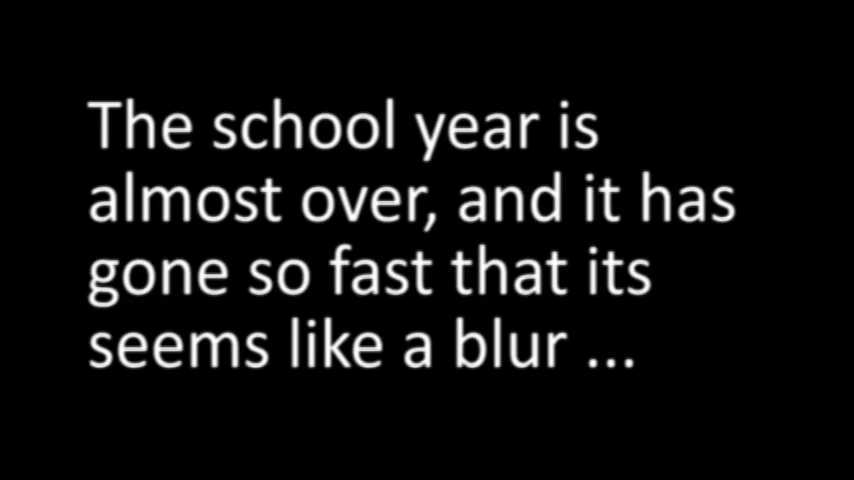 The school year is
almost over, and it has
gone so fast that its
seems like a blur ...